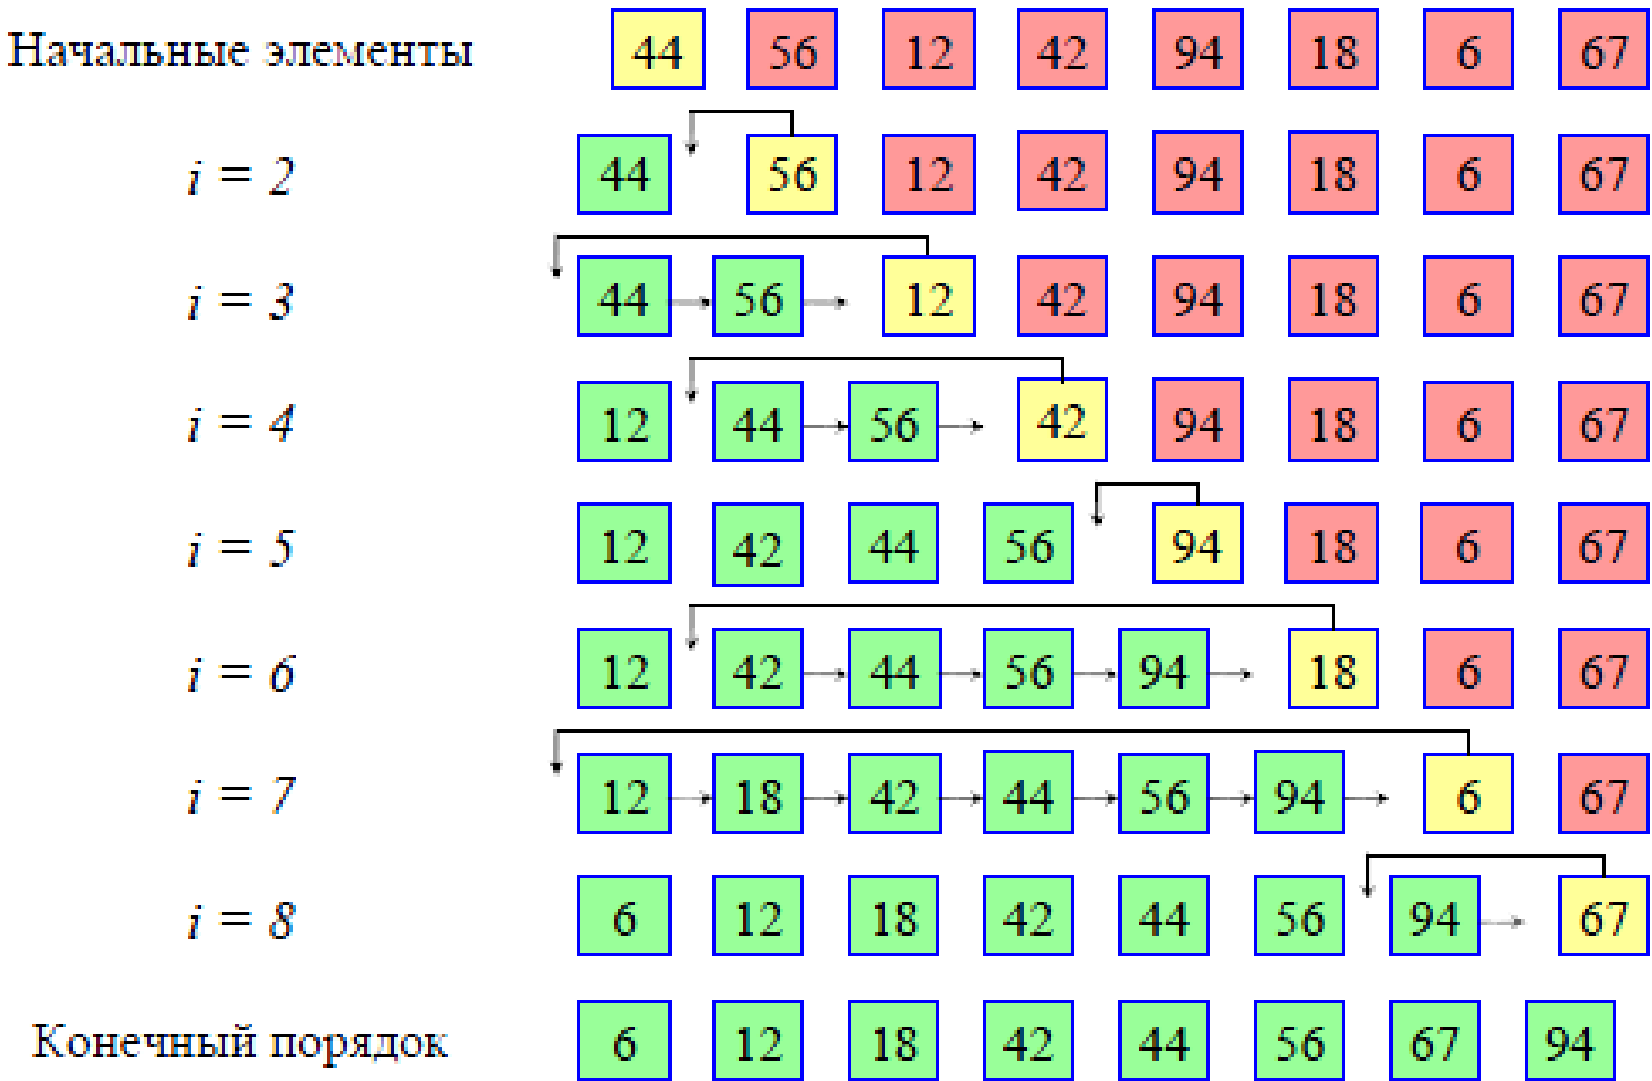 Начальные элементы 44 56 12 42 94 18 6 67
i = 2 44 56 12 42 94 18 6 67
i = 3 44 56 12 42 94 18 6 67
i = 4 12 44 56 42 94 18 6 67
i = 5 12 42 44 56 94 18 6 67
i = 6 12 42 44 56 94 18 6 67
i = 7 12 18 42 44 56 94 6 67
i = 8 6 12 18 42 44 56 94 67
Конечный порядок 6 12 18 42 44 56 67 94